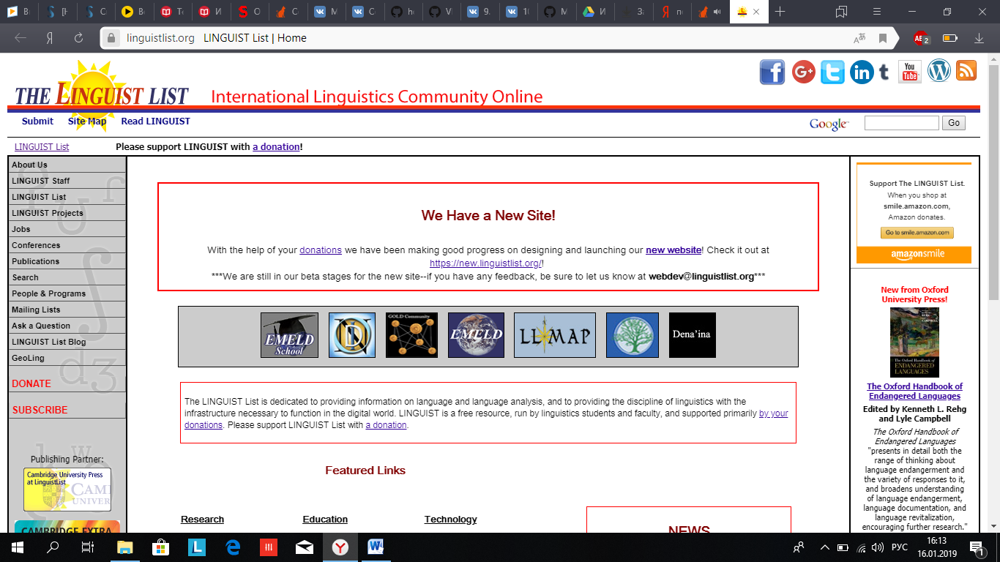 В
[Н
С
Во
Те
И
О
С
М
С
ht
Vl
9.
10
М
И
За
п
linguistlist.org LINGUIST List | Home
THE LINGUIST LIST
International Linguistics Community Online
Submit Site Map Read LINGUIST
Google
Go
LINGUIST List
Please support LINGUIST with a donation!
About Us
LINGUIST Staff
LINGUIST List
LINGUIST Projects
Jobs
Conferences
Publications
Search
People & Programs
Mailing Lists
Ask a Question
LINGUIST List Blog
GeoLing
DONATE
SUBSCRIBE
Publishing Partner:
Cambridge University Press
at LinguistList
CAMBRIDGE EXTRA
We Have a New Site!
With the help of your donations we have been making good progress on designing and launching our new website! Check it out at
https://new.linguistlist.org/!
***We are still in our beta stages for the new site--if you have any feedback, be sure to let us know at webdev@linguistlist.org***
EMELD
School
GOLD Community
EMELD
LL MAP
Dena'ina
The LINGUIST List is dedicated to providing information on language and language analysis, and to providing the discipline of linguistics with the
infrastructure necessary to function in the digital world. LINGUIST is a free resource, run by linguistics students and faculty, and supported primarily by your
donations. Please support LINGUIST List with a donation.
Featured Links
Research Education Technology
NEWS
Support The LINGUIST List.
When you shop at
smile.amazon.com,
Amazon donates.
Go to smile.amazon.com
amazonsmile
New from Oxford
University Press!
The Oxford Handbook of
ENDANGERED
LANGUAGES
The Oxford Handbook of
Endangered Languages
Edited by Kenneth L. Rehg
and Lyle Campbell
The Oxford Handbook of
Endangered Languages
"presents in detail both the
range of thinking about
language endangerment and
the variety of responses to it,
and broadens understanding
of language endangerment,
language documentation, and
language revitalization,
encouraging further research."
РУС
16:13
16.01.2019